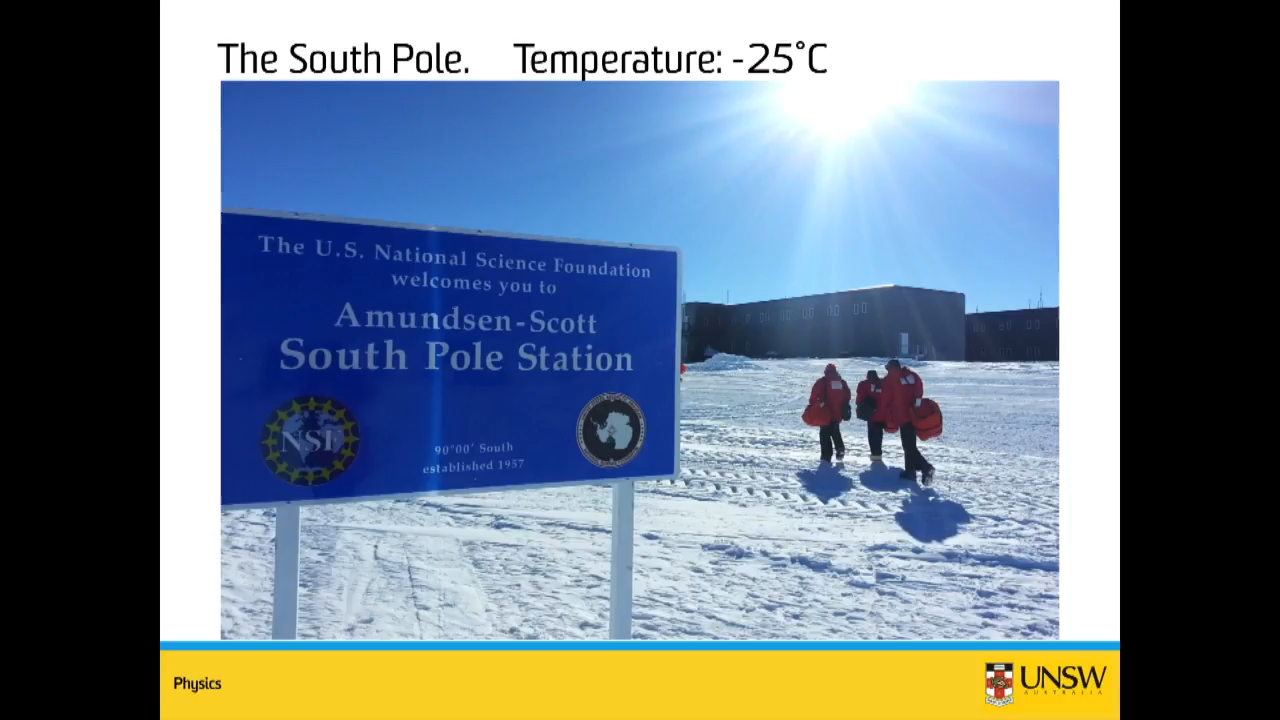 The South Pole. Temperature: -25°C
The U.S. National Science Foundation
welcomes you to
Amundsen-Scott
South Pole Station
NSF
90°00' South
established 1957
Physics
UNSW
AUSTRALIA